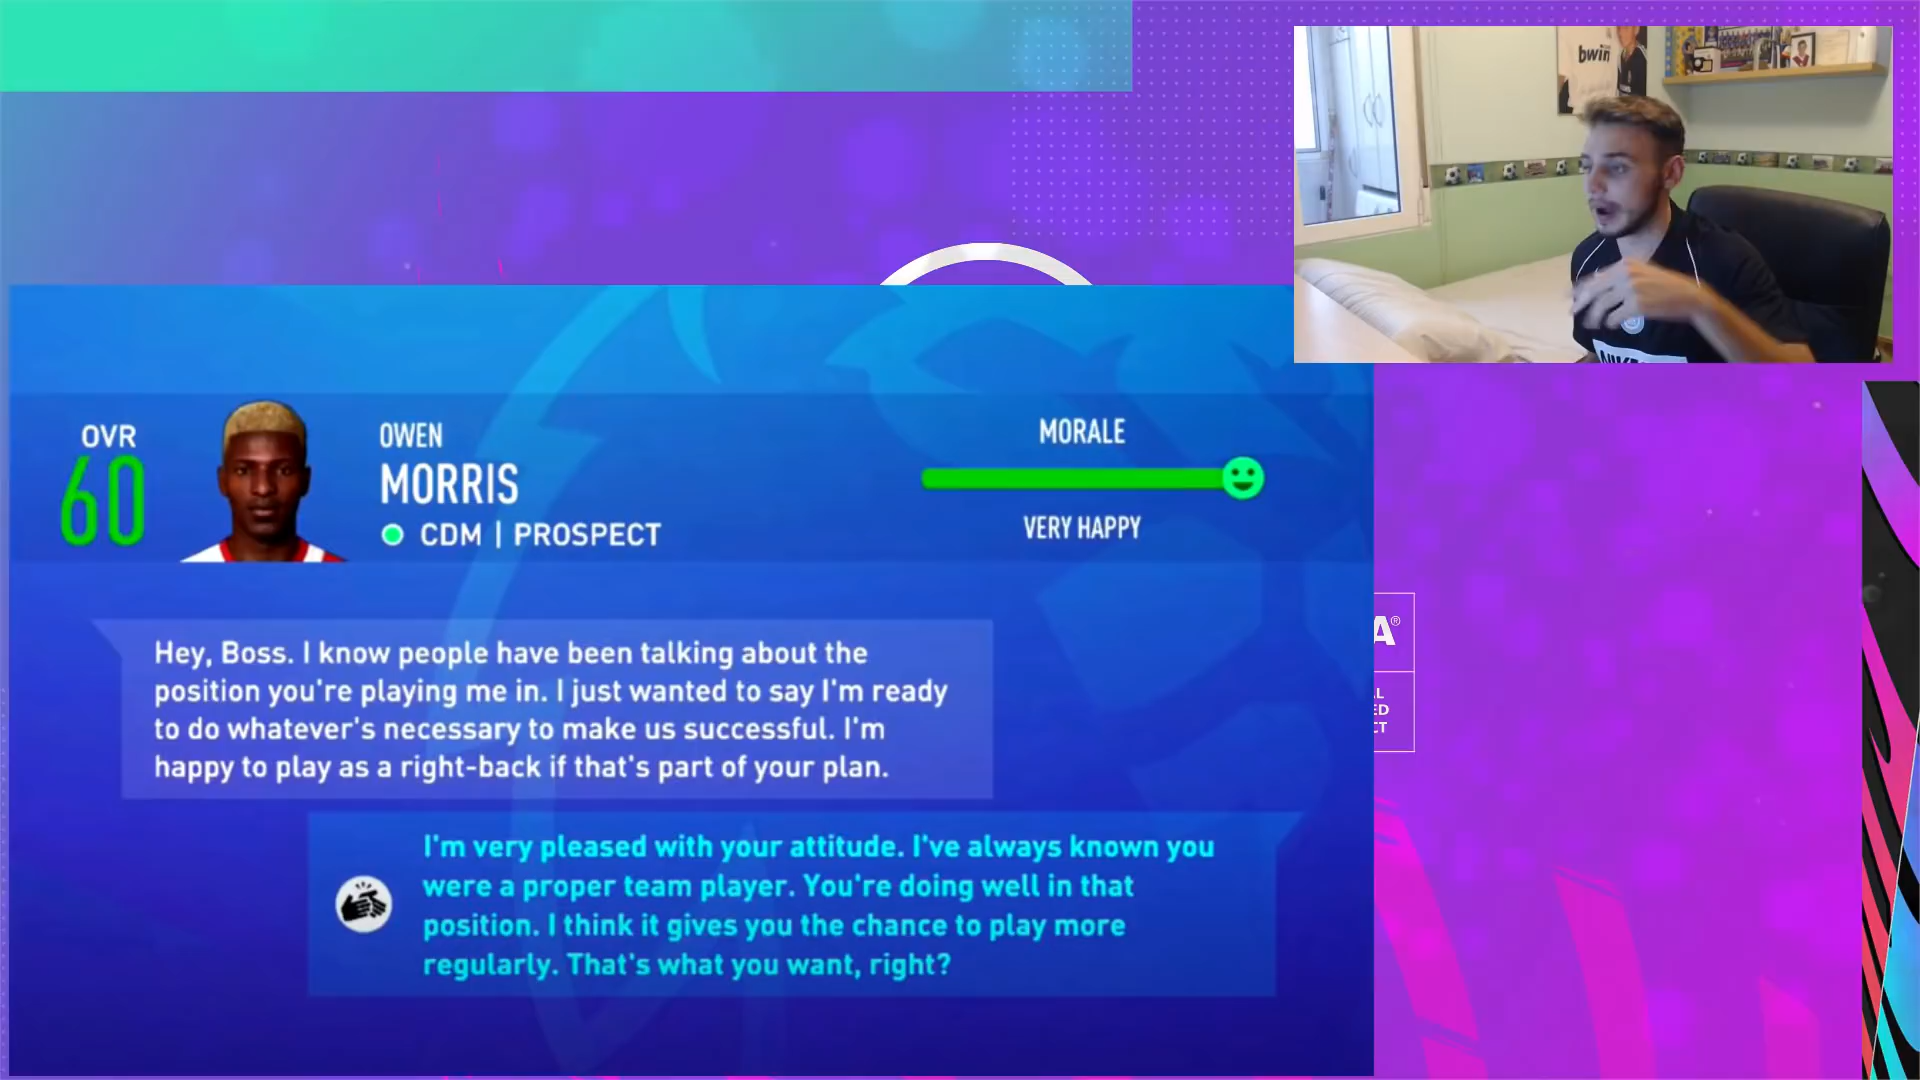 bwin
OVR
60
OWEN
MORRIS
CDM | PROSPECT
MORALE
VERY HAPPY
Hey, Boss. I know people have been talking about the
position you're playing me in. I just wanted to say I'm ready
to do whatever's necessary to make us successful. I'm
happy to play as a right-back if that's part of your plan.
I'm very pleased with your attitude. I've always known you
were a proper team player. You're doing well in that
position. I think it gives you the chance to play more
regularly. That's what you want, right?
A®
L
ED
CT